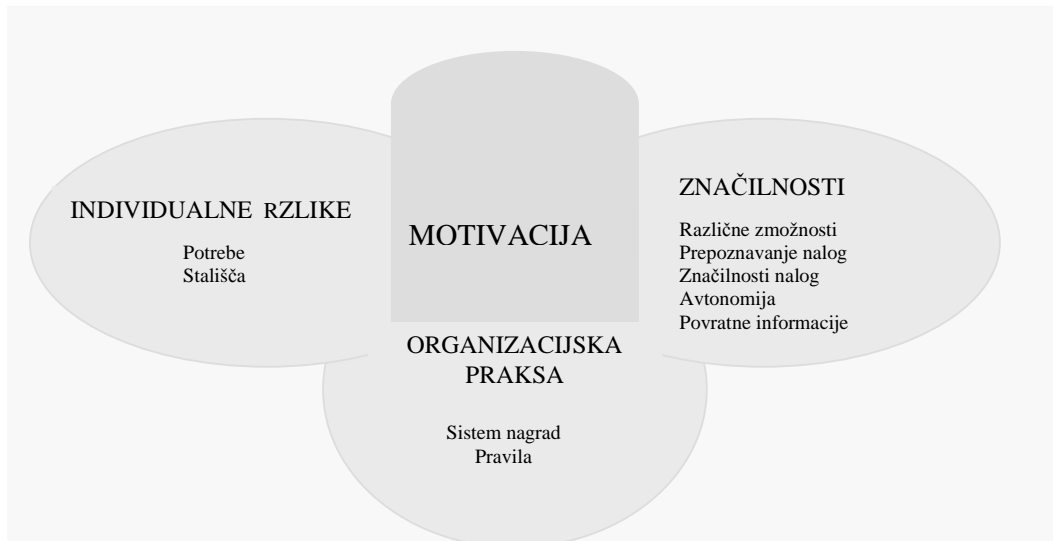 INDIVIDUALNE RZLIKE
Potrebe
Stališča
MOTIVACIJA
ZNAČILNOSTI
Različne zmožnosti
Prepoznavanje nalog
Značilnosti nalog
Avtonomija
Povratne informacije
ORGANIZACIJSKA
PRAKSA
Sistem nagrad
Pravila